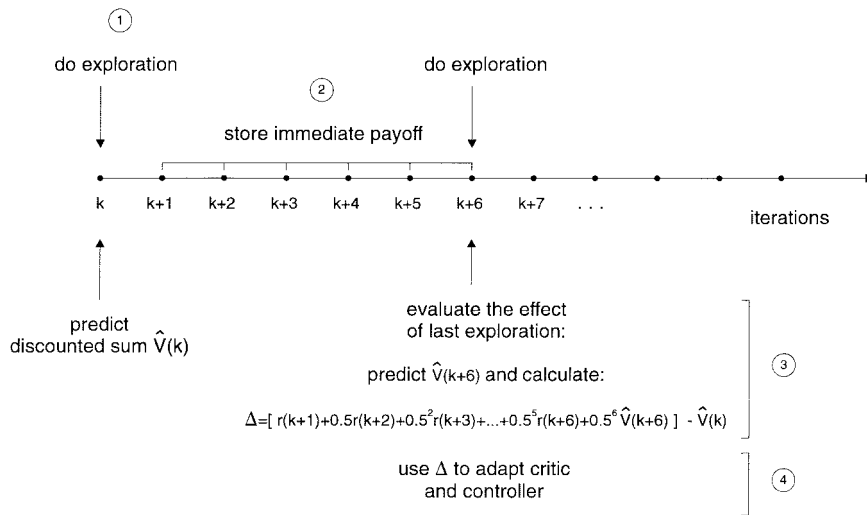 1
do exploration
do exploration
2
store immediate payoff
k k+1 k+2 k+3 k+4 k+5 k+6 k+7 . . .
iterations
predict
discounted sum V̂(k)
evaluate the effect
of last exploration:
predict V̂(k+6) and calculate:
Δ=[ r(k+1)+0.5r(k+2)+0.5²r(k+3)+...+0.5⁵r(k+6)+0.5⁶V̂(k+6) ] - V̂(k)
3
use Δ to adapt critic
and controller
4